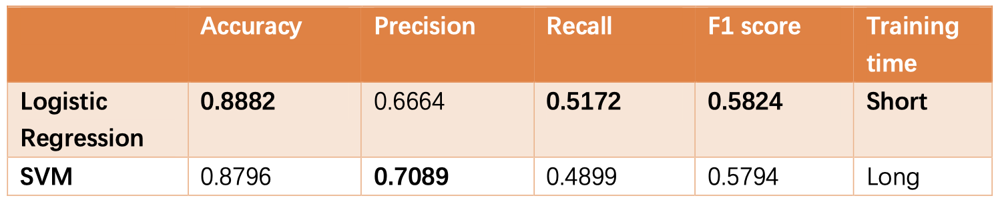 Accuracy Precision Recall F1 score Training
time
Logistic 0.8882 0.6664 0.5172 0.5824 Short
Regression
SVM 0.8796 0.7089 0.4899 0.5794 Long